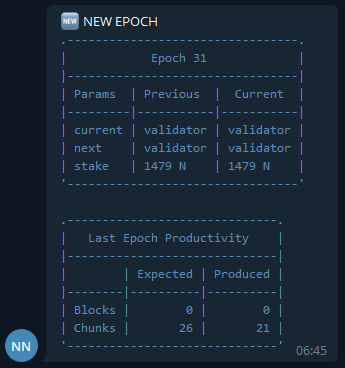 🆕 NEW EPOCH
.---------------------------------.
|            Epoch 31             |
|---------------------------------|
| Params  | Previous  |  Current  |
|---------|-----------|-----------|
| current | validator | validator |
| next    | validator | validator |
| stake   | 1479 N    | 1479 N    |
'---------------------------------'
.------------------------------.
|   Last Epoch Productivity    |
|------------------------------|
|        | Expected | Produced |
|--------|----------|----------|
| Blocks |        0 |        0 |
| Chunks |       26 |       21 |
'------------------------------'
NN
06:45